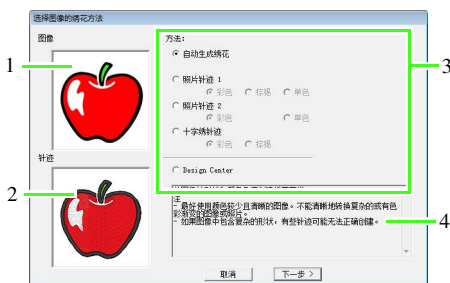 选择图像的绣花方法
图像
方法:
自动生成绣花
照片针迹 1
彩色 棕褐 单色
照片针迹 2
彩色 单色
十字绣针迹
彩色 棕褐
Design Center
针迹
注
- 最好使用颜色较少且清晰的图像。不能清晰地转换复杂的或有色
彩渐变的图像或照片。
- 如果图像中包含复杂的形状，有些针迹可能无法正确创建。
取消 下一步 >
1
2
3
4